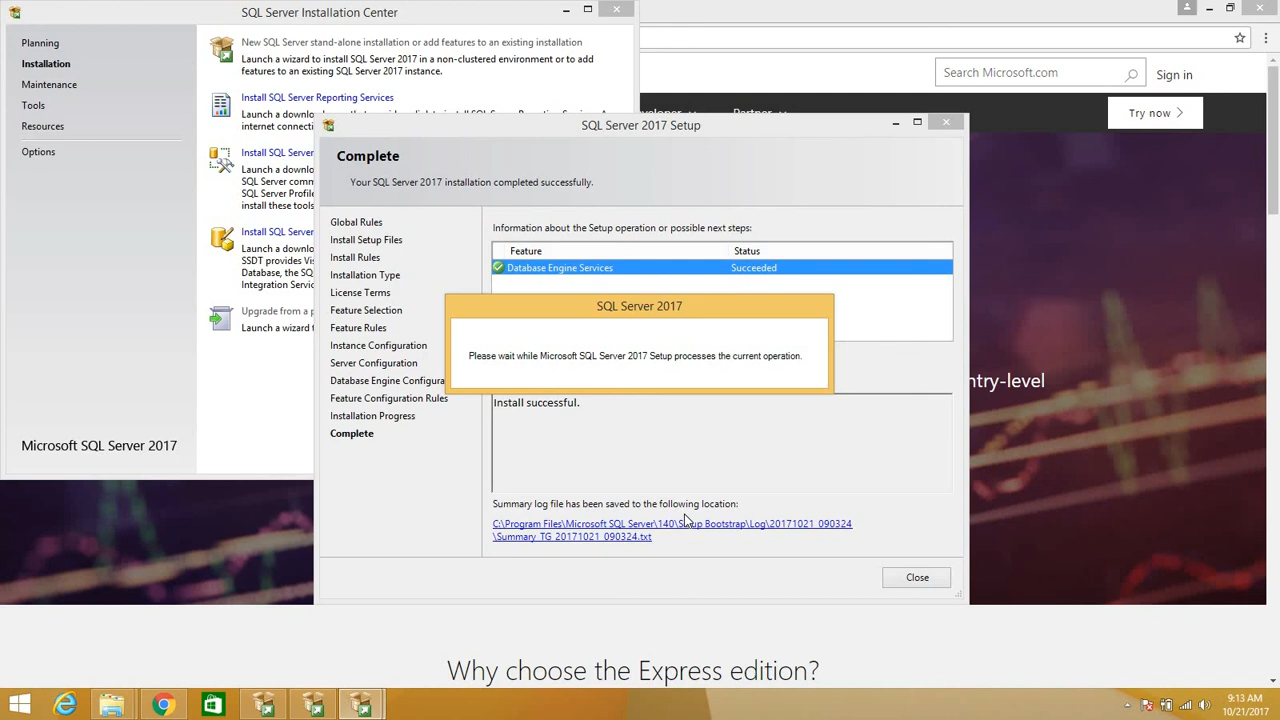 SQL Server Installation Center
Planning
Installation
Maintenance
Tools
Resources
Options
Microsoft SQL Server 2017
New SQL Server stand-alone installation or add features to an existing installation
Launch a wizard to install SQL Server 2017 in a non-clustered environment or to add
features to an existing SQL Server 2017 instance.
Install SQL Server Reporting Services
internet connecti
Install SQL Server
Launch a downlo
SQL Server comm
SQL Server Profile
install these tools
Install SQL Server
Launch a downlo
SSDT provides Vi
Database, the SQ
Integration Servic
Upgrade from a p
Launch a wizard t
Search Microsoft.com
Sign in
Partner
Try now
ntry-level
SQL Server 2017 Setup
Complete
Your SQL Server 2017 installation completed successfully.
Global Rules
Install Setup Files
Install Rules
Installation Type
License Terms
Feature Selection
Feature Rules
Instance Configuration
Server Configuration
Database Engine Configura
Feature Configuration Rules
Installation Progress
Complete
Information about the Setup operation or possible next steps:
Feature Status
Database Engine Services Succeeded
SQL Server 2017
Please wait while Microsoft SQL Server 2017 Setup processes the current operation.
Install successful.
Summary log file has been saved to the following location:
C:\Program Files\Microsoft SQL Server\140\Setup Bootstrap\Log\20171021_090324
\Summary_TG_20171021_090324.txt
Close
Why choose the Express edition?
9:13 AM
10/21/2017